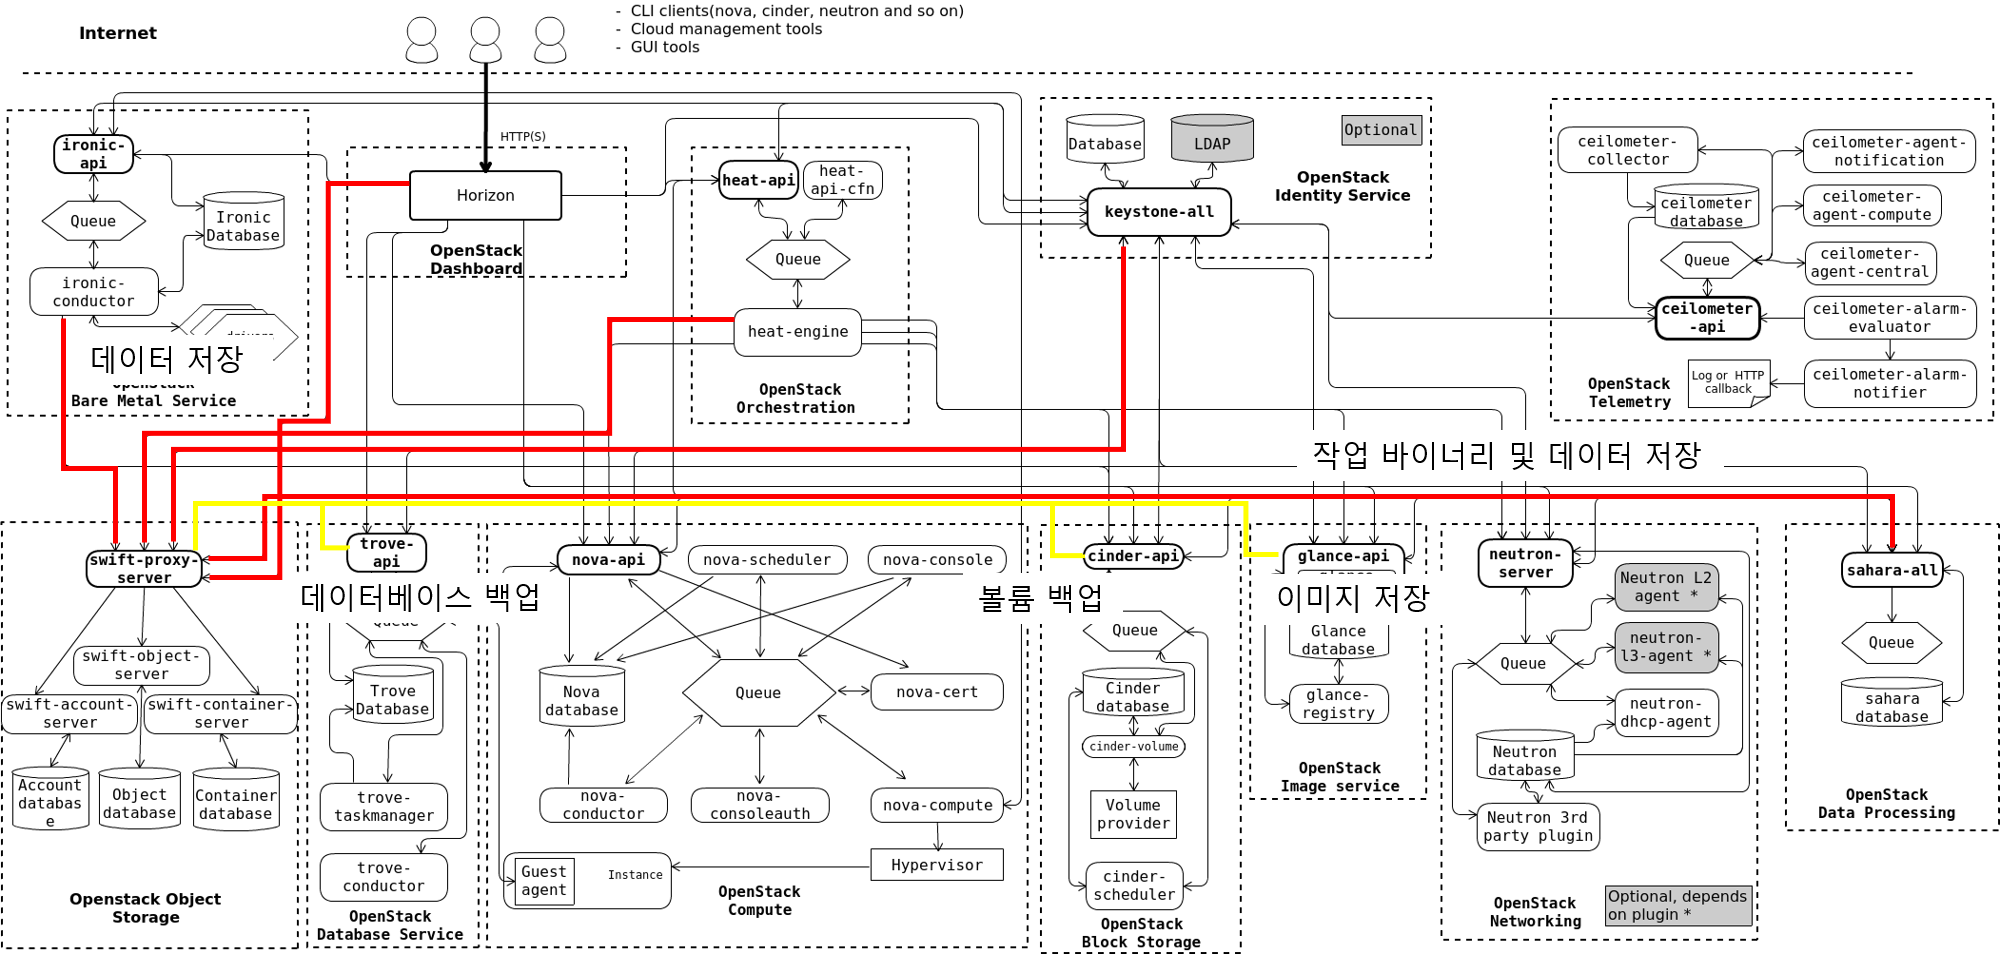 - CLI clients(nova, cinder, neutron and so on)
- Cloud management tools
- GUI tools
Internet
HTTP(S)
ironic-
api
Queue
Ironic
Database
ironic-
conductor
데이터 저장
Bare Metal Service
Horizon
OpenStack
Dashboard
heat-api
heat-
api-cfn
Queue
heat-engine
OpenStack
Orchestration
Database
LDAP
Optional
OpenStack
Identity Service
keystone-all
ceilometer-
collector
ceilometer-agent-
notification
ceilometer
database
ceilometer-
agent-compute
Queue
ceilometer-
agent-central
ceilometer
-api
ceilometer-alarm-
evaluator
Log or HTTP
callback
ceilometer-alarm-
notifier
OpenStack
Telemetry
작업 바이너리 및 데이터 저장
swift-proxy-
server
swift-object-
server
swift-account-
server
swift-container-
server
Account
databas
e
Object
database
Container
database
Openstack Object
Storage
trove-
api
데이터베이스 백업
Queue
Trove
Database
trove-
taskmanager
trove-
conductor
OpenStack
Database Service
nova-api
nova-scheduler
nova-console
Nova
database
Queue
nova-cert
nova-
conductor
nova-
consoleauth
nova-compute
Hypervisor
Guest
agent
Instance
OpenStack
Compute
cinder-api
볼륨 백업
Queue
Cinder
database
cinder-volume
Volume
provider
cinder-
scheduler
OpenStack
Block Storage
glance-api
이미지 저장
Glance
database
glance-
registry
OpenStack
Image service
neutron-
server
Neutron L2
agent *
neutron-
l3-agent *
Queue
neutron-
dhcp-agent
Neutron
database
Neutron 3rd
party plugin
OpenStack
Networking
Optional, depends
on plugin *
sahara-all
Queue
sahara
database
OpenStack
Data Processing